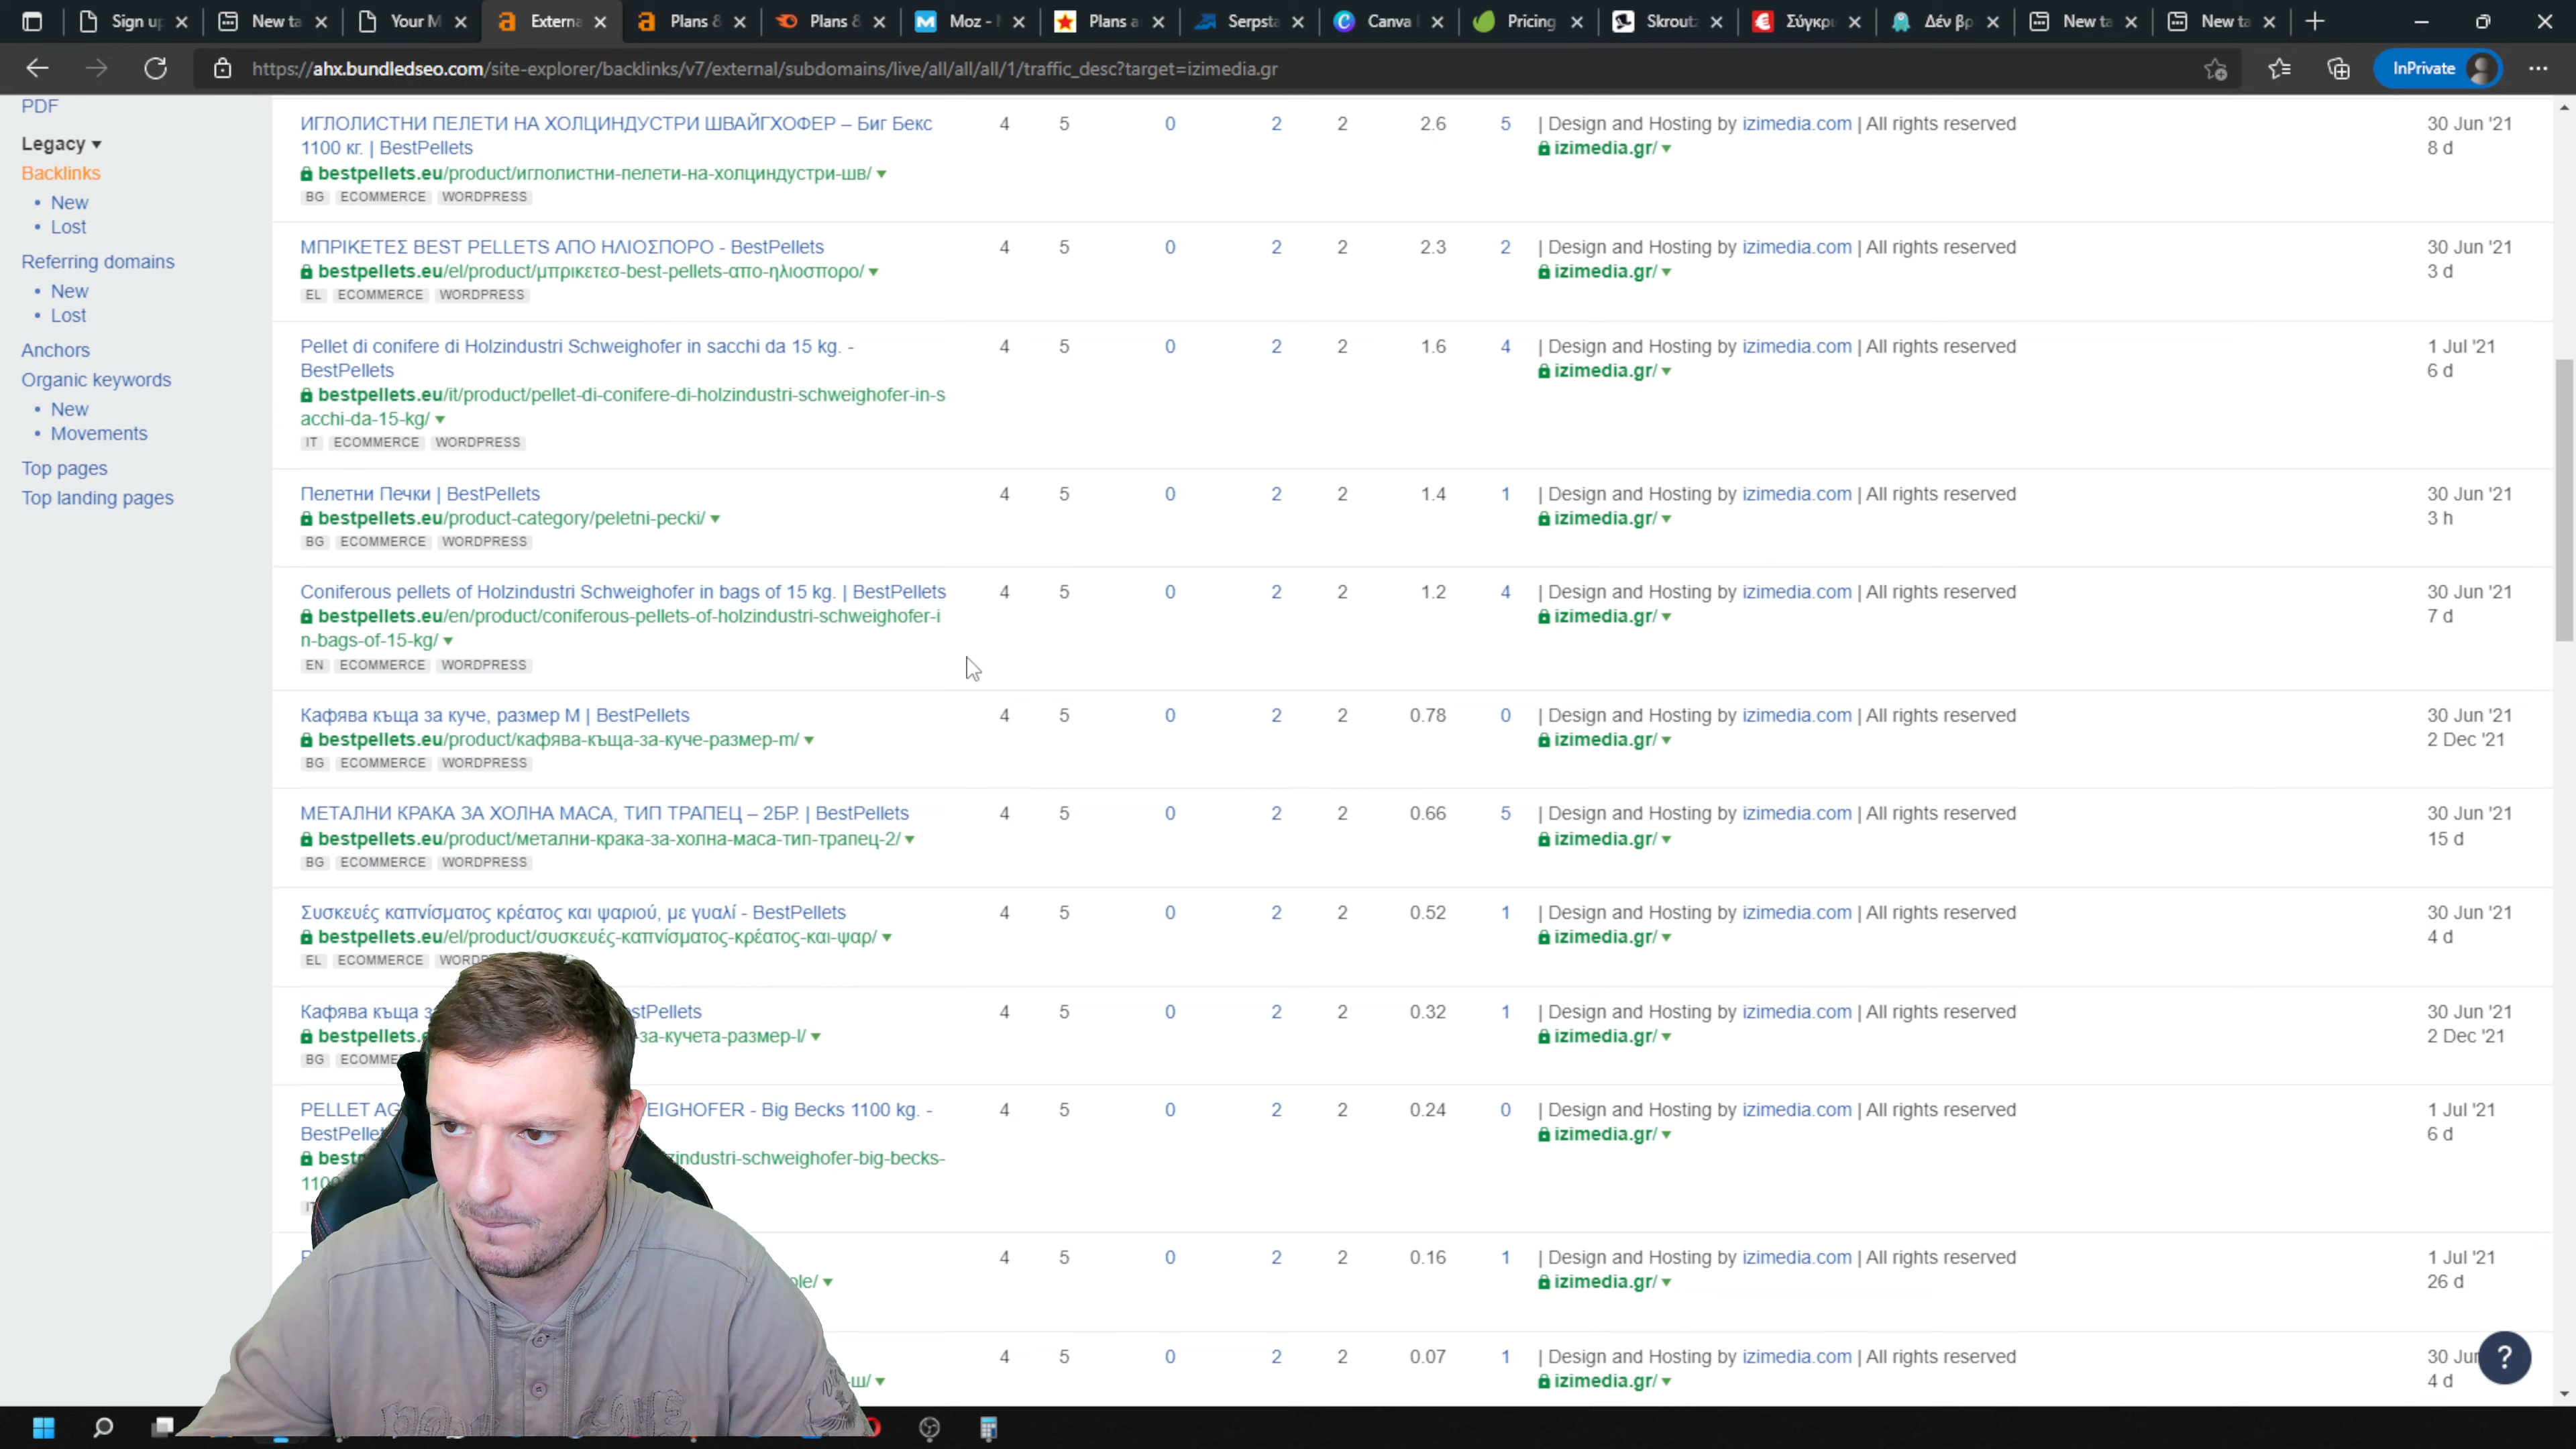 Sign up
New ta
Your M
Externa
Plans &
Plans &
Moz -
Plans a
Serpsta
Canva
Pricing
Skrout
Σύγκρι
Δέν βρ
New ta
New ta
https://ahx.bundledseo.com/site-explorer/backlinks/v7/external/subdomains/live/all/all/all/1/traffic_desc?target=izimedia.gr
InPrivate
PDF
Legacy
Backlinks
• New
• Lost
Referring domains
• New
• Lost
Anchors
Organic keywords
• New
• Movements
Top pages
Top landing pages
ИГЛОЛИСТНИ ПЕЛЕТИ НА ХОЛЦИНДУСТРИ ШВАЙГХОФЕР – Биг Бекс 4 5 0 2 2 2.6 5 | Design and Hosting by izimedia.com | All rights reserved 30 Jun '21
1100 кг. | BestPellets izimedia.gr/ 8 d
bestpellets.eu/product/иглолистни-пелети-на-холциндустри-шв/
BG ECOMMERCE WORDPRESS
ΜΠΡΙΚΕΤΕΣ BEST PELLETS ΑΠΟ ΗΛΙΟΣΠΟΡΟ - BestPellets 4 5 0 2 2 2.3 2 | Design and Hosting by izimedia.com | All rights reserved 30 Jun '21
bestpellets.eu/el/product/μπρικετεσ-best-pellets-απο-ηλιοσπορο/ izimedia.gr/ 3 d
EL ECOMMERCE WORDPRESS
Pellet di conifere di Holzindustri Schweighofer in sacchi da 15 kg. - 4 5 0 2 2 1.6 4 | Design and Hosting by izimedia.com | All rights reserved 1 Jul '21
BestPellets izimedia.gr/ 6 d
bestpellets.eu/it/product/pellet-di-conifere-di-holzindustri-schweighofer-in-s
acchi-da-15-kg/
IT ECOMMERCE WORDPRESS
Пелетни Печки | BestPellets 4 5 0 2 2 1.4 1 | Design and Hosting by izimedia.com | All rights reserved 30 Jun '21
bestpellets.eu/product-category/peletni-pecki/ izimedia.gr/ 3 h
BG ECOMMERCE WORDPRESS
Coniferous pellets of Holzindustri Schweighofer in bags of 15 kg. | BestPellets 4 5 0 2 2 1.2 4 | Design and Hosting by izimedia.com | All rights reserved 30 Jun '21
bestpellets.eu/en/product/coniferous-pellets-of-holzindustri-schweighofer-i izimedia.gr/ 7 d
n-bags-of-15-kg/
EN ECOMMERCE WORDPRESS
Кафява къща за куче, размер М | BestPellets 4 5 0 2 2 0.78 0 | Design and Hosting by izimedia.com | All rights reserved 30 Jun '21
bestpellets.eu/product/кафява-къща-за-куче-размер-m/ izimedia.gr/ 2 Dec '21
BG ECOMMERCE WORDPRESS
МЕТАЛНИ КРАКА ЗА ХОЛНА МАСА, ТИП ТРАПЕЦ – 2БР. | BestPellets 4 5 0 2 2 0.66 5 | Design and Hosting by izimedia.com | All rights reserved 30 Jun '21
bestpellets.eu/product/метални-крака-за-холна-маса-тип-трапец-2/ izimedia.gr/ 15 d
BG ECOMMERCE WORDPRESS
Συσκευές καπνίσματος κρέατος και ψαριού, με γυαλί - BestPellets 4 5 0 2 2 0.52 1 | Design and Hosting by izimedia.com | All rights reserved 30 Jun '21
bestpellets.eu/el/product/συσκευές-καπνίσματος-κρέατος-και-ψαρ/ izimedia.gr/ 4 d
EL ECOMMERCE WORDP
Кафява къща з stPellets 4 5 0 2 2 0.32 1 | Design and Hosting by izimedia.com | All rights reserved 30 Jun '21
bestpellets.e -за-кучета-размер-l/ izimedia.gr/ 2 Dec '21
BG ECOMME
PELLET AG EIGHOFER - Big Becks 1100 kg. - 4 5 0 2 2 0.24 0 | Design and Hosting by izimedia.com | All rights reserved 1 Jul '21
BestPellet izimedia.gr/ 6 d
bestp zindustri-schweighofer-big-becks-
110
4 5 0 2 2 0.16 1 | Design and Hosting by izimedia.com | All rights reserved 1 Jul '21
ole/ izimedia.gr/ 26 d
4 5 0 2 2 0.07 1 | Design and Hosting by izimedia.com | All rights reserved 30 Jun
-ш/ izimedia.gr/ 4 d
?